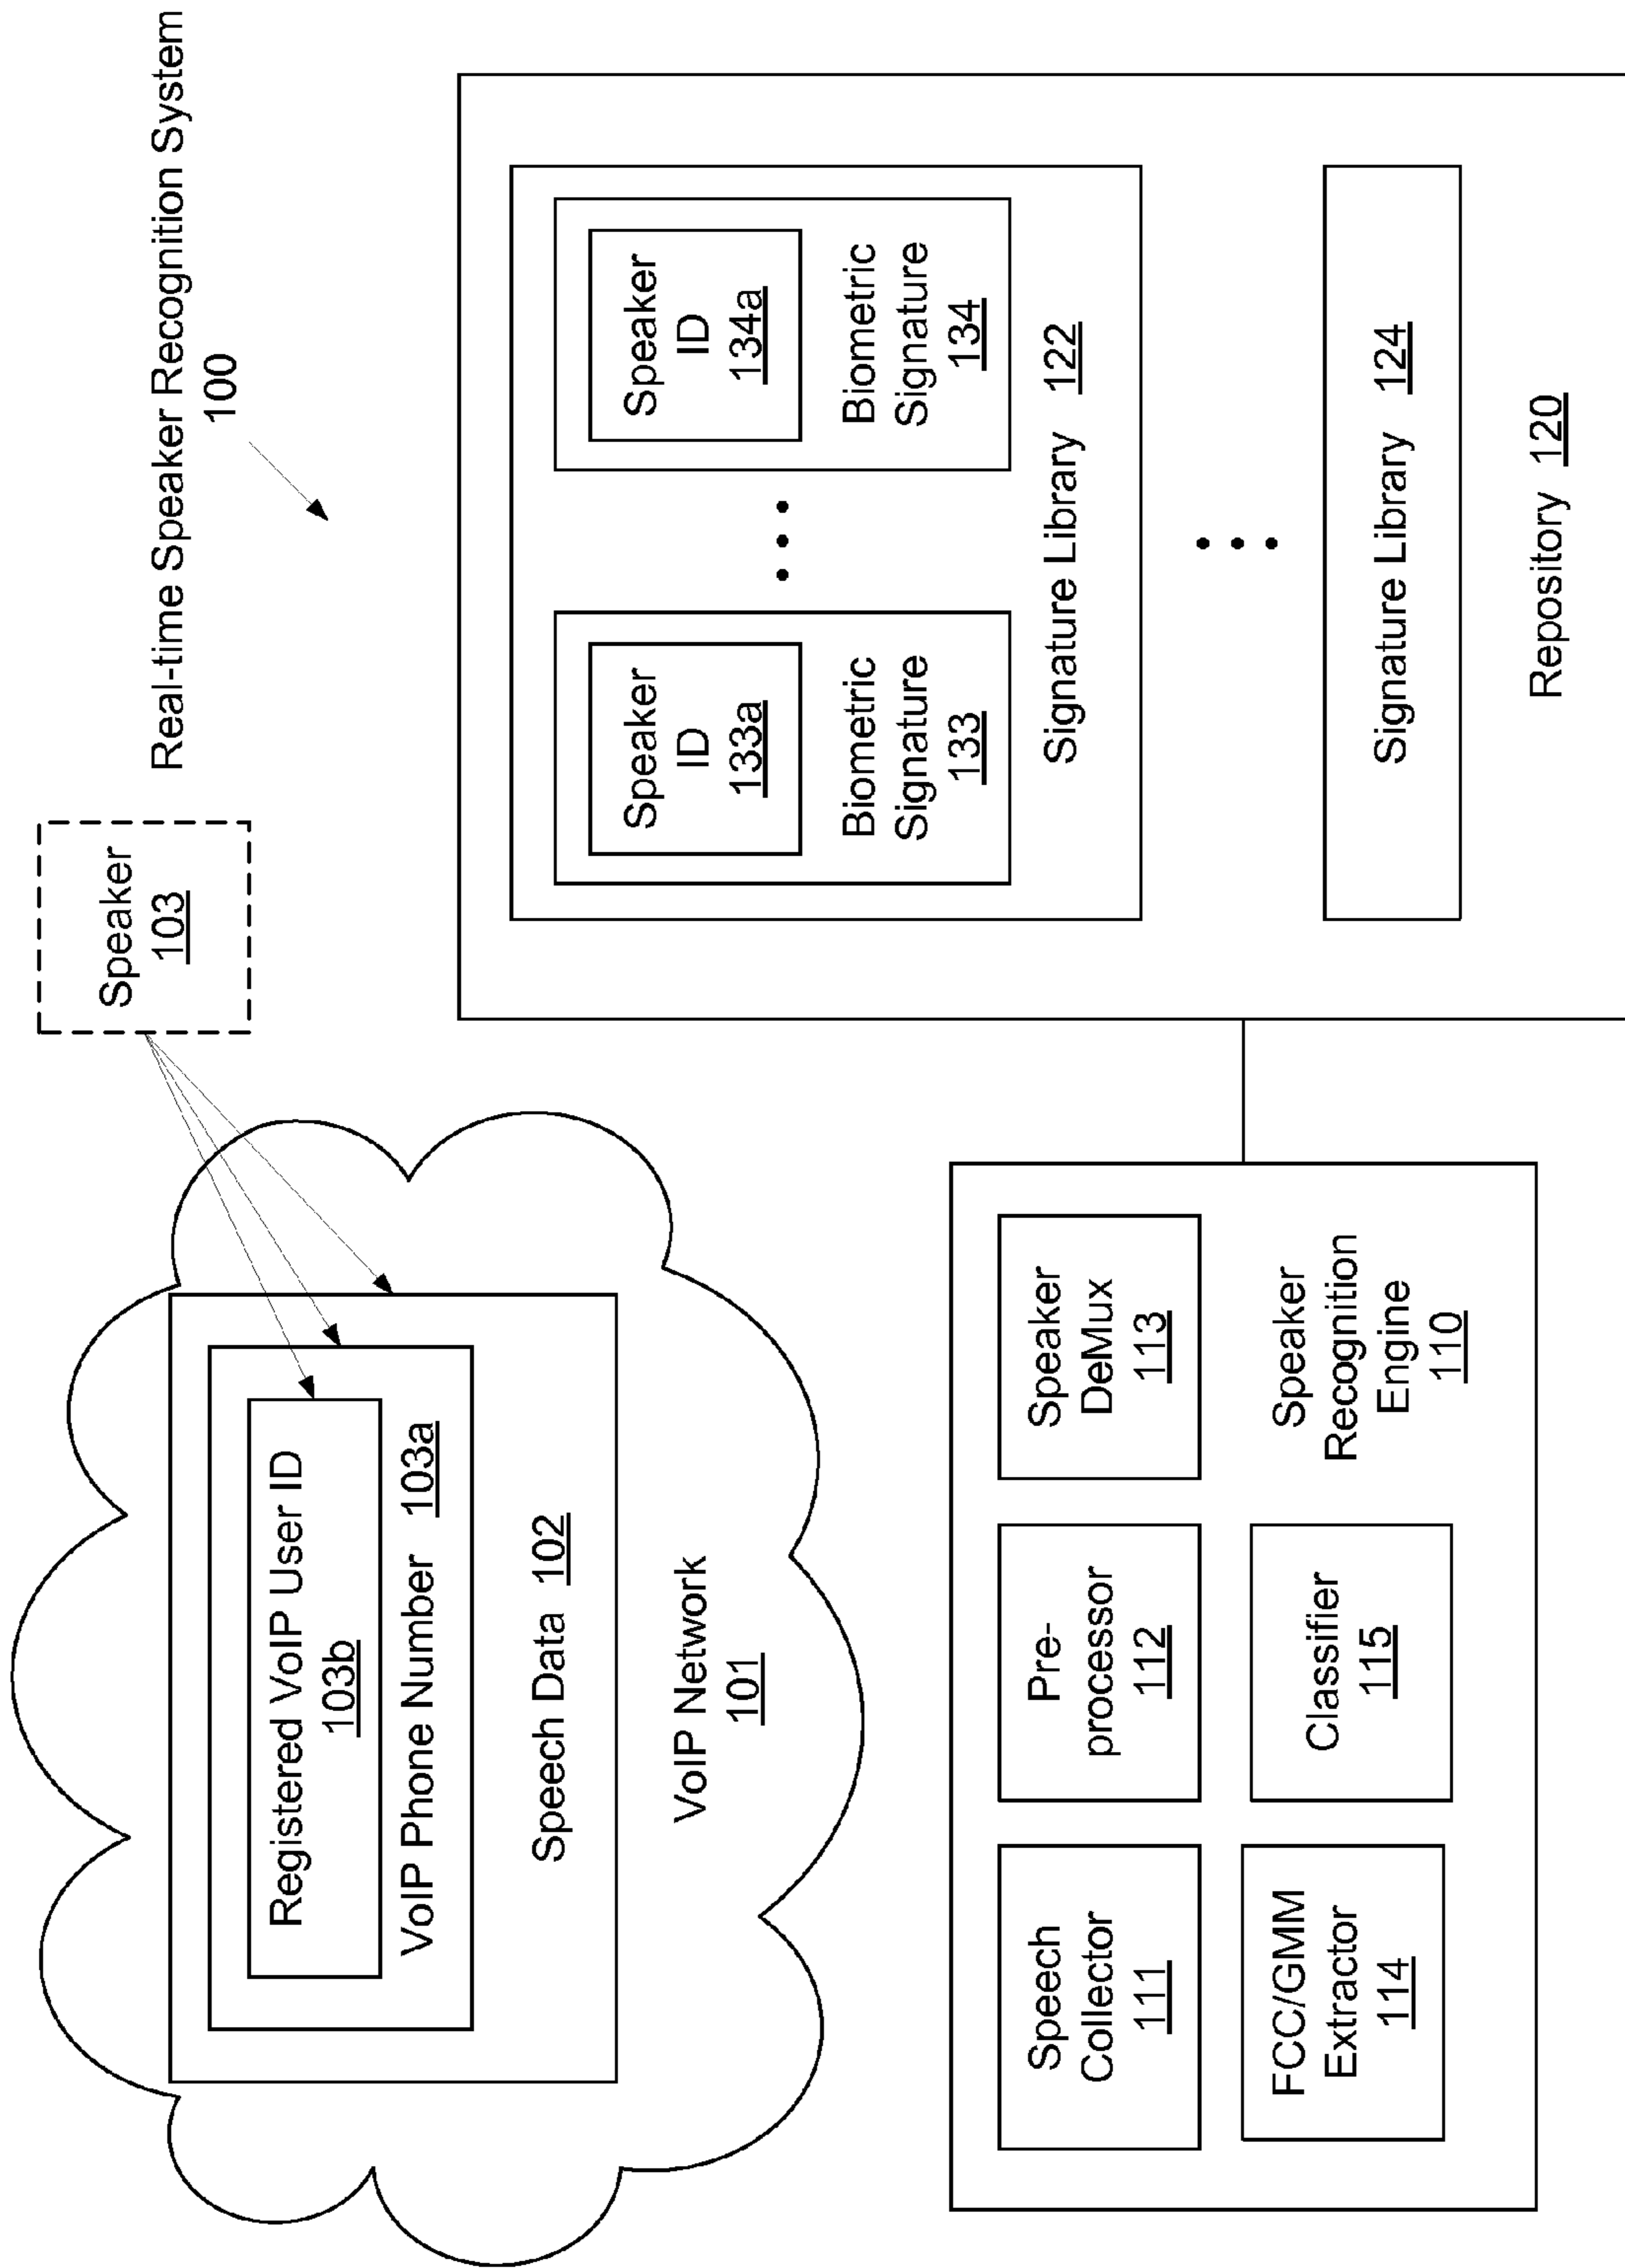 Real-time Speaker Recognition System
100
Speaker
103
Registered VoIP User ID
103b
VoIP Phone Number 103a
Speech Data 102
VoIP Network
101
Speaker
ID
133a
Biometric
Signature
133
Speaker
ID
134a
Biometric
Signature
134
Signature Library 122
Signature Library 124
Repository 120
Speech
Collector
111
Pre-
processor
112
Speaker
DeMux
113
FCC/GMM
Extractor
114
Classifier
115
Speaker
Recognition
Engine
110